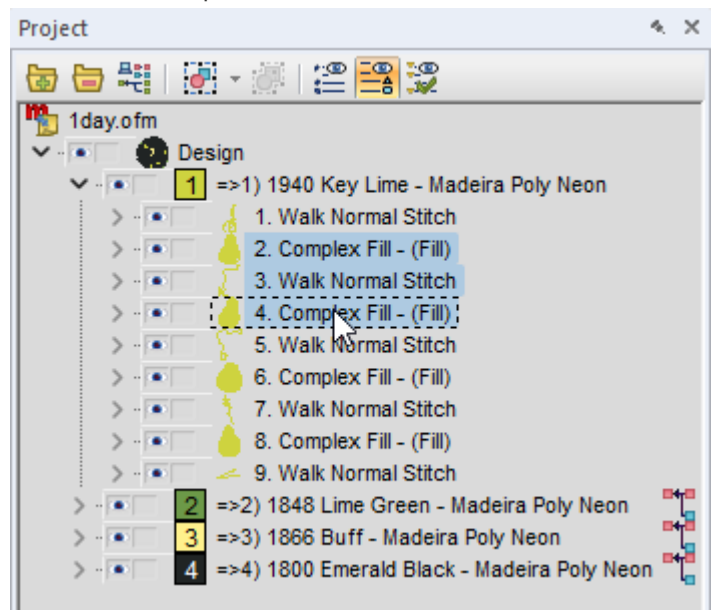 Project
1day.ofm
Design
1 =>1) 1940 Key Lime - Madeira Poly Neon
1. Walk Normal Stitch
2. Complex Fill - (Fill)
3. Walk Normal Stitch
4. Complex Fill - (Fill)
5. Walk Normal Stitch
6. Complex Fill - (Fill)
7. Walk Normal Stitch
8. Complex Fill - (Fill)
9. Walk Normal Stitch
2 =>2) 1848 Lime Green - Madeira Poly Neon
3 =>3) 1866 Buff - Madeira Poly Neon
4 =>4) 1800 Emerald Black - Madeira Poly Neon